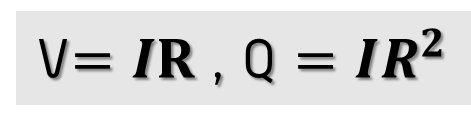 V= IR , Q = IR²